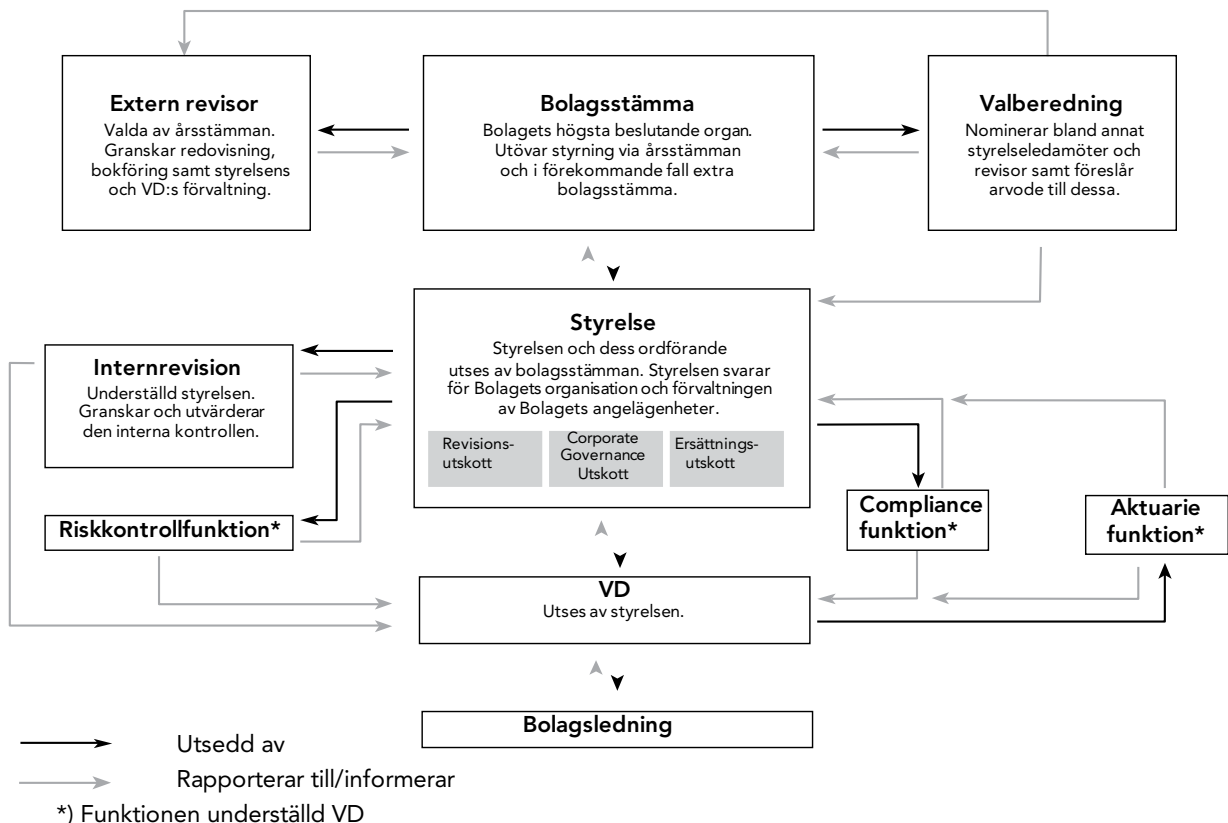 Extern revisor
Valda av årsstämman.
Granskar redovisning,
bokföring samt styrelsens
och VD:s förvaltning.
Bolagsstämma
Bolagets högsta beslutande organ.
Utövar styrning via årsstämman
och i förekommande fall extra
bolagsstämma.
Valberedning
Nominerar bland annat
styrelseledamöter och
revisor samt föreslår
arvode till dessa.
Styrelse
Styrelsen och dess ordförande
utses av bolagsstämman. Styrelsen svarar
för Bolagets organisation och förvaltningen
av Bolagets angelägenheter.
Revisions-
utskott
Corporate
Governance
Utskott
Ersättnings-
utskott
Internrevision
Underställd styrelsen.
Granskar och utvärderar
den interna kontrollen.
Riskkontrollfunktion*
Compliance
funktion*
Aktuarie
funktion*
VD
Utses av styrelsen.
Bolagsledning
Utsedd av
Rapporterar till/informerar
*) Funktionen underställd VD